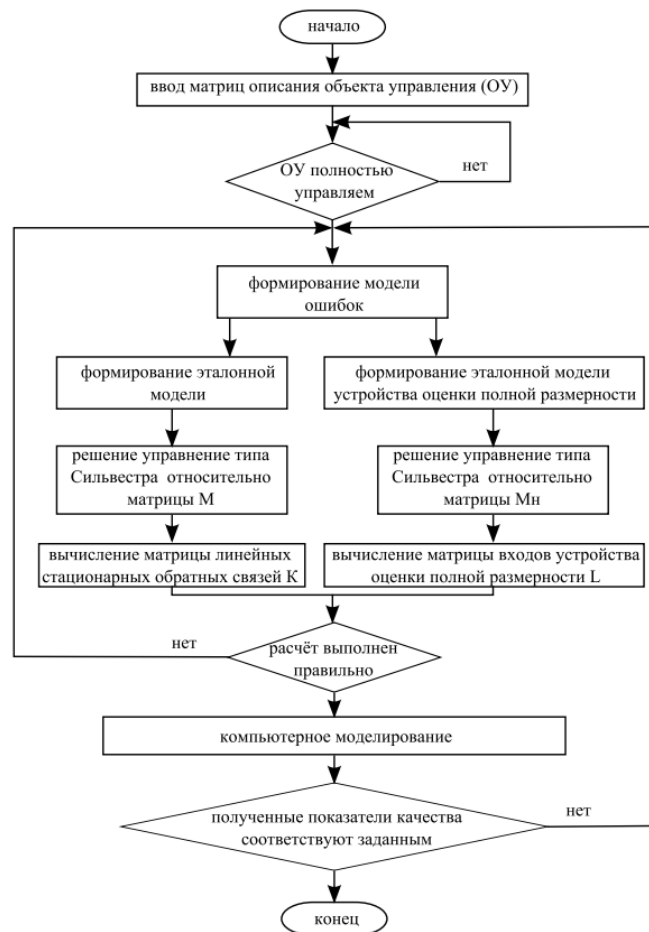 начало
ввод матриц описания объекта управления (ОУ)
ОУ полностью
управляем
нет
формирование модели
ошибок
формирование эталонной
модели
формирование эталонной модели
устройства оценки полной размерности
решение управнение типа
Сильвестра относительно
матрицы М
решение управнение типа
Сильвестра относительно
матрицы Мн
вычисление матрицы линейных
стационарных обратных связей К
вычисление матрицы входов устройства
оценки полной размерности L
нет
расчёт выполнен
правильно
компьютерное моделирование
полученные показатели качества
соответствуют заданным
нет
конец